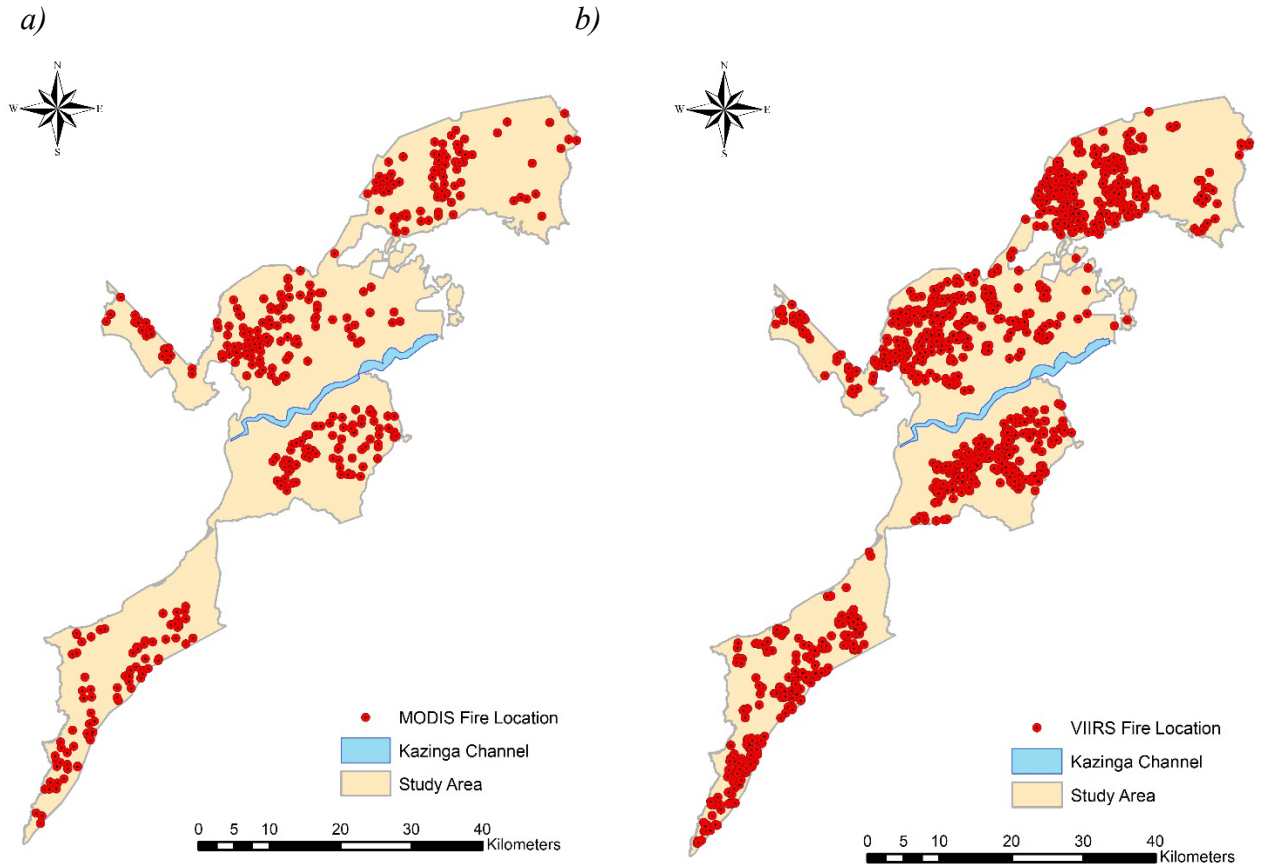 a)
b)
N
W
E
S
N
W
E
S
MODIS Fire Location
Kazinga Channel
Study Area
0 5 10 20 30 40
Kilometers
VIIRS Fire Location
Kazinga Channel
Study Area
0 5 10 20 30 40
Kilometers